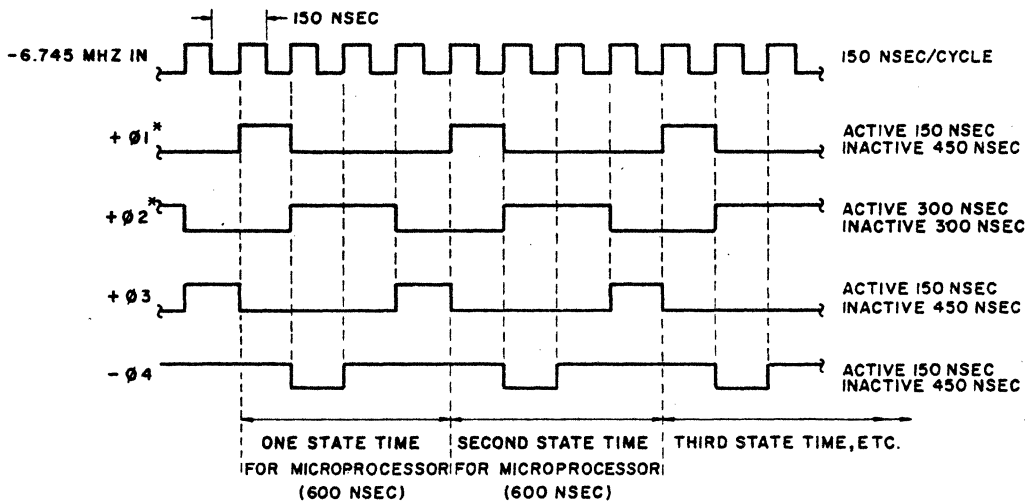 150 NSEC
-6.745 MHZ IN
150 NSEC/CYCLE
+Ø1*
ACTIVE 150 NSEC
INACTIVE 450 NSEC
+Ø2*
ACTIVE 300 NSEC
INACTIVE 300 NSEC
+Ø3
ACTIVE 150 NSEC
INACTIVE 450 NSEC
-Ø4
ACTIVE 150 NSEC
INACTIVE 450 NSEC
ONE STATE TIME
FOR MICROPROCESSOR
(600 NSEC)
SECOND STATE TIME
FOR MICROPROCESSOR
(600 NSEC)
THIRD STATE TIME, ETC.